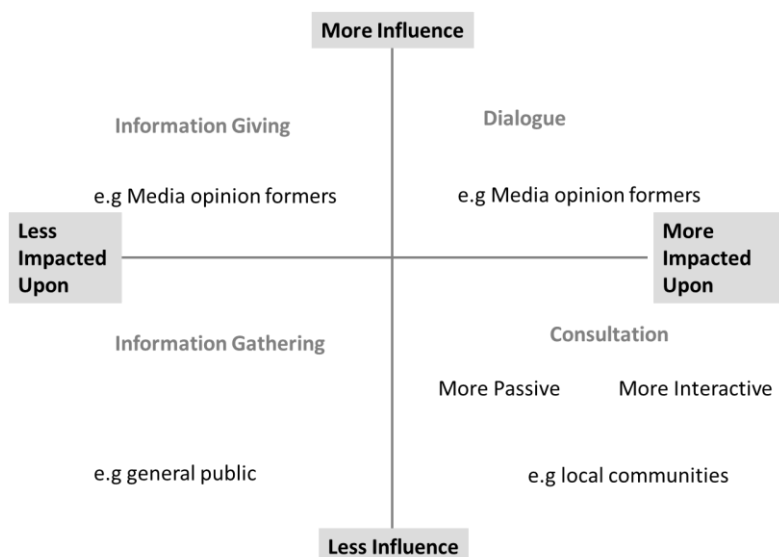 More Influence
Information Giving
Dialogue
e.g Media opinion formers
e.g Media opinion formers
Less
Impacted
Upon
More
Impacted
Upon
Information Gathering
Consultation
More Passive
More Interactive
e.g general public
e.g local communities
Less Influence